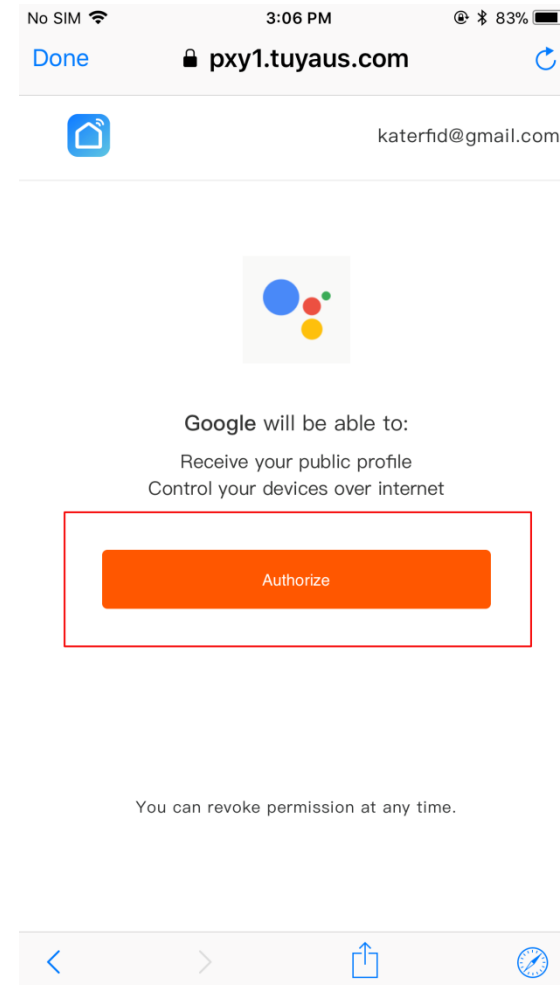 No SIM 3:06 PM 83%
Done pxy1.tuyaus.com
katerfid@gmail.com
Google will be able to:
Receive your public profile
Control your devices over internet
Authorize
You can revoke permission at any time.